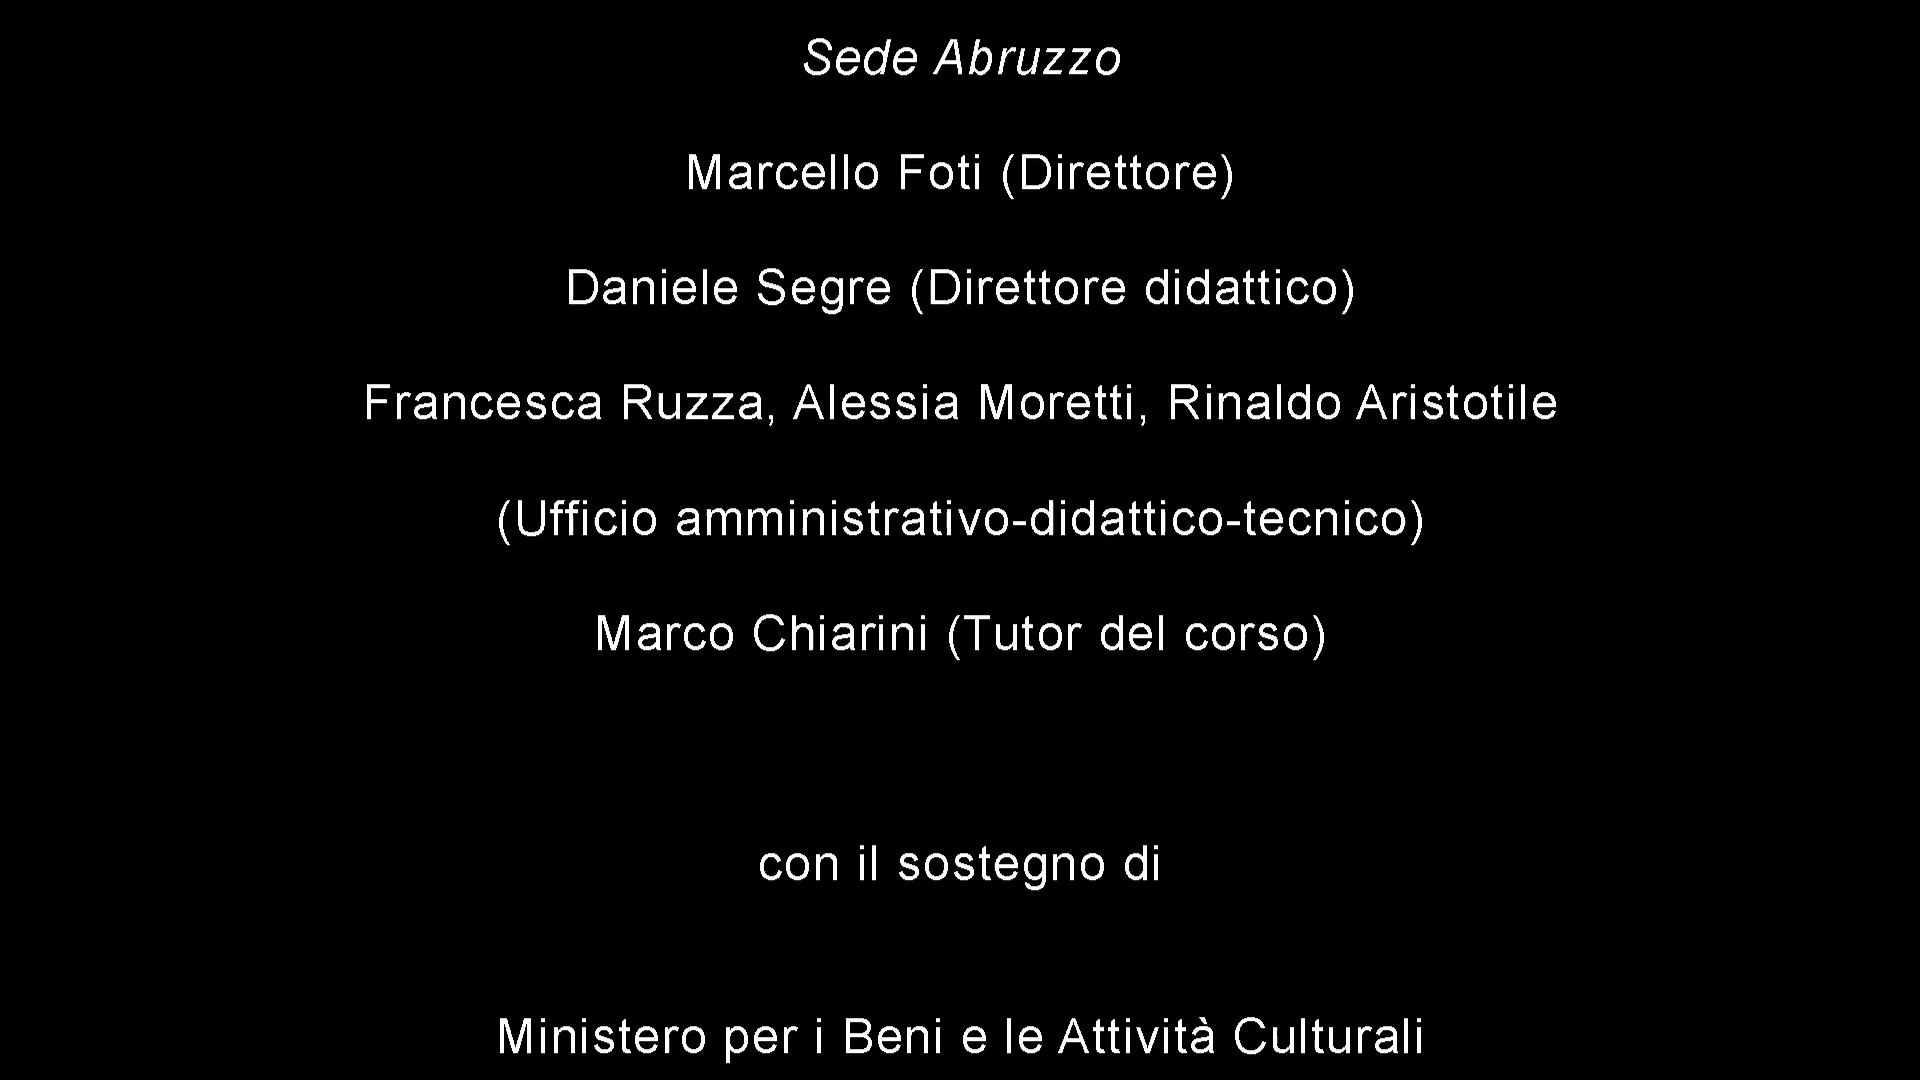 Sede Abruzzo
Marcello Foti (Direttore)
Daniele Segre (Direttore didattico)
Francesca Ruzza, Alessia Moretti, Rinaldo Aristotile
(Ufficio amministrativo-didattico-tecnico)
Marco Chiarini (Tutor del corso)
con il sostegno di
Ministero per i Beni e le Attività Culturali